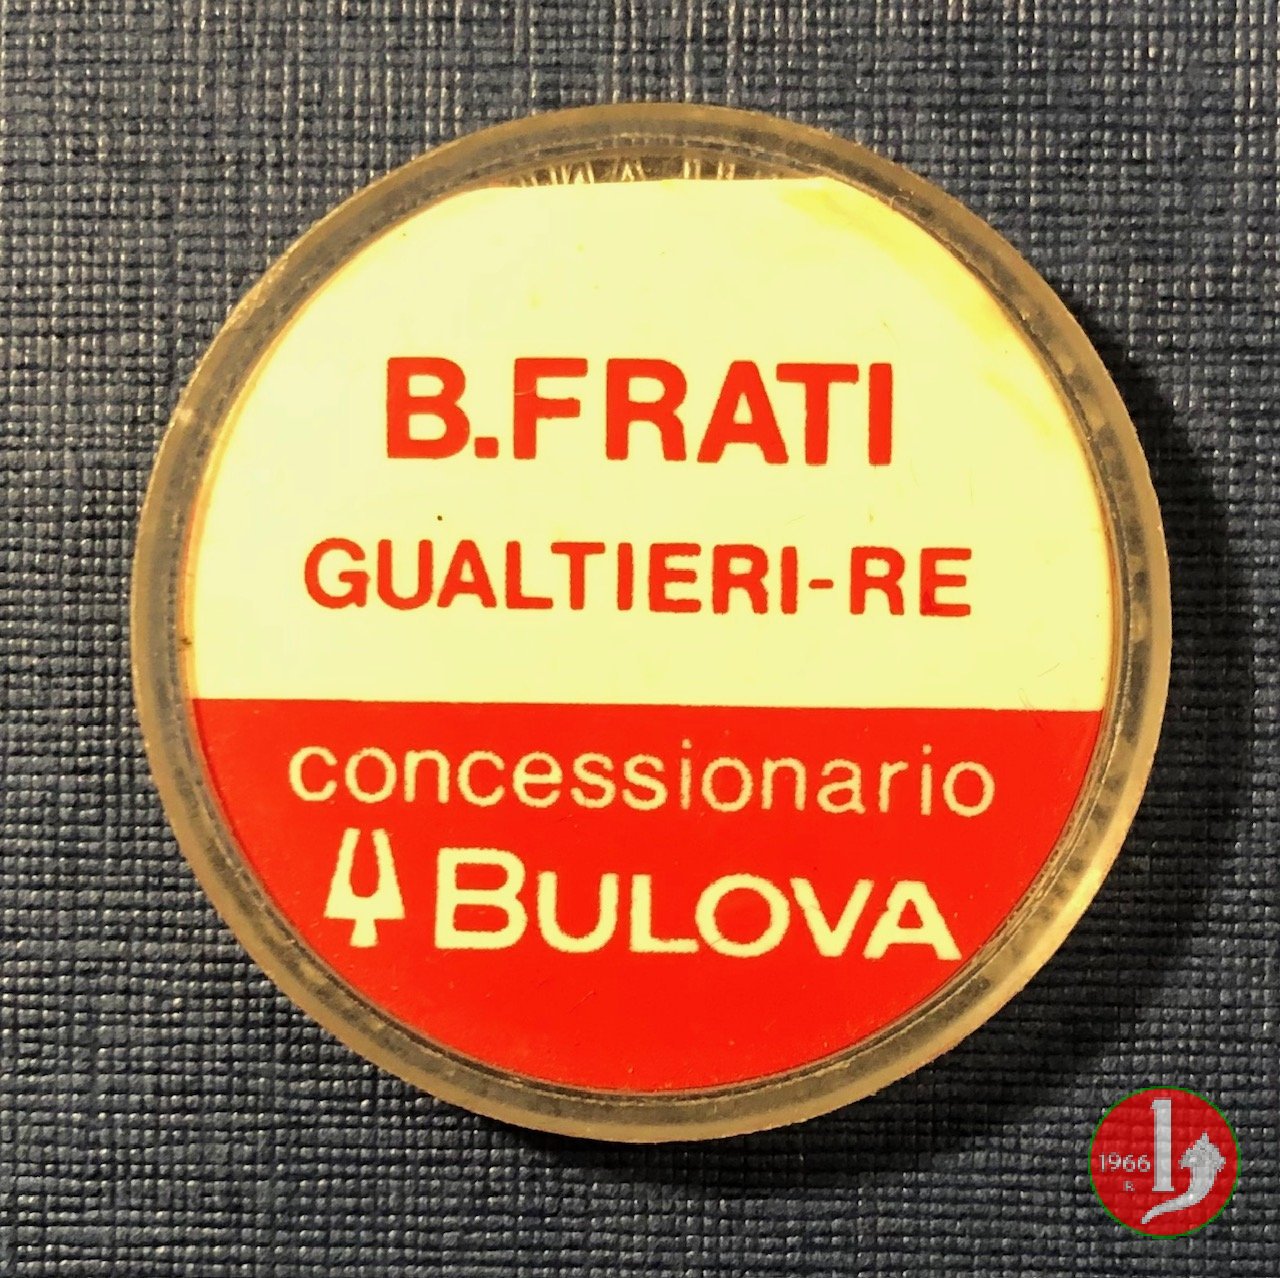 B.FRATI
GUALTIERI-RE
concessionario
BULOVA
1966
R